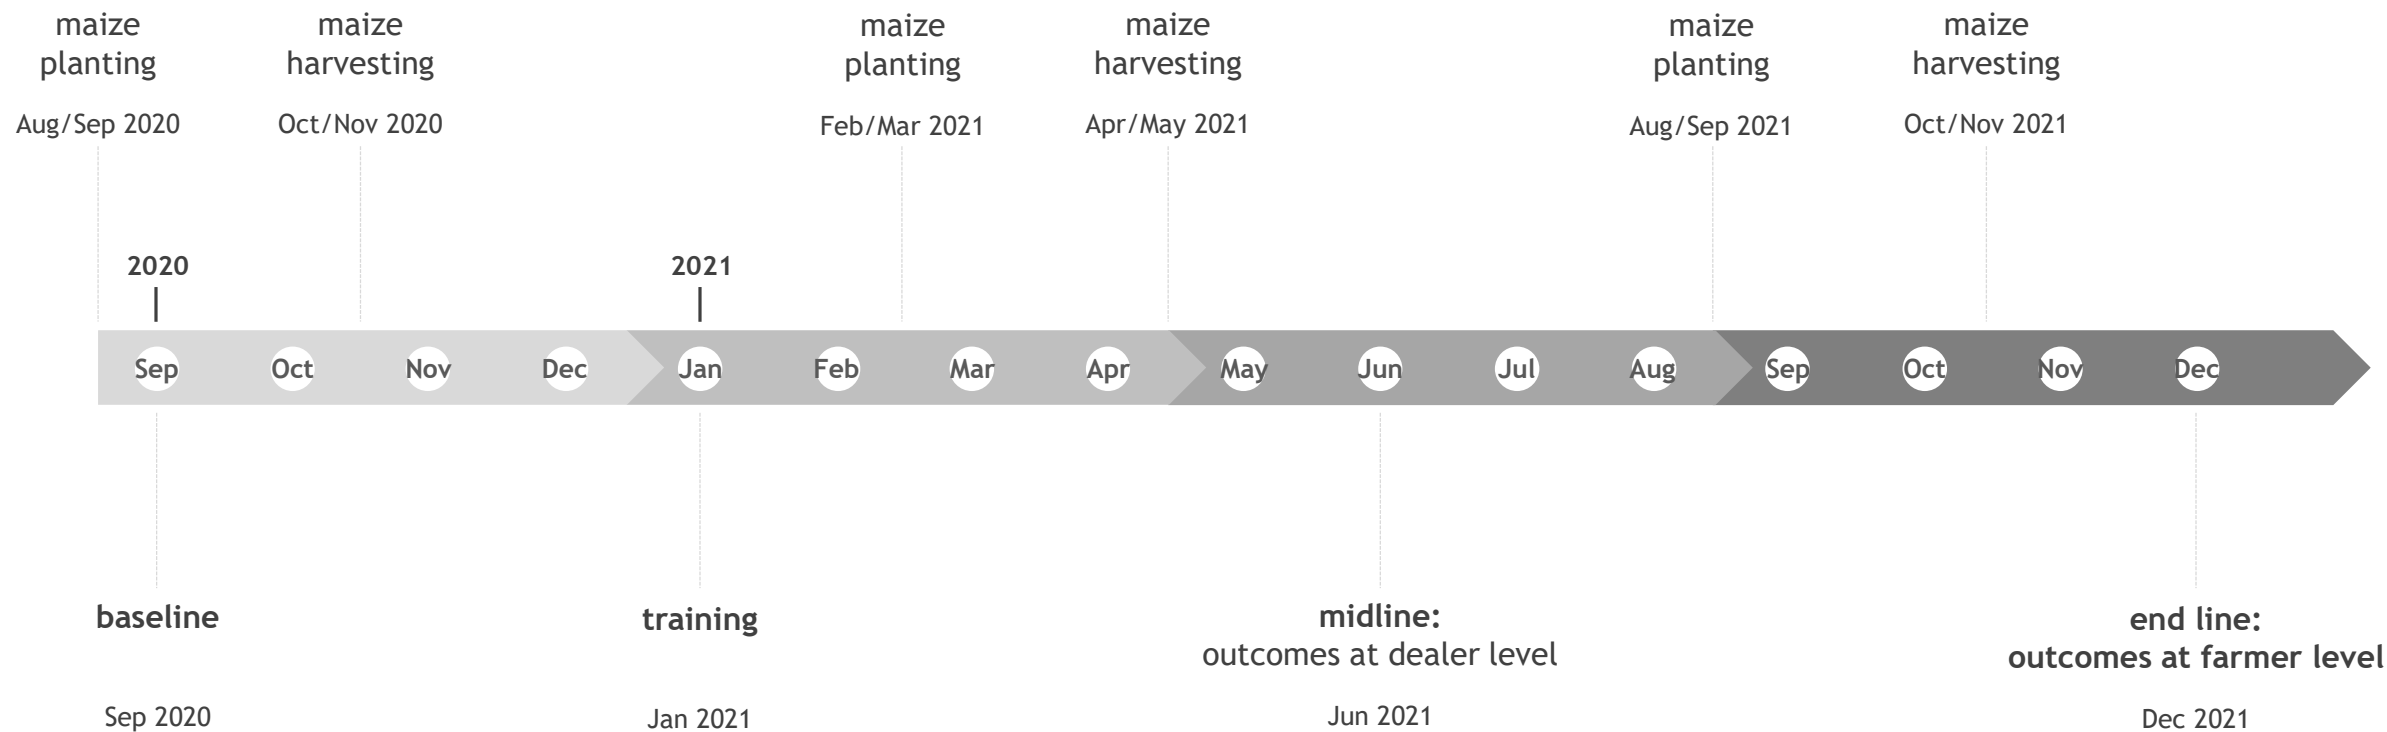 maize
planting
Aug/Sep 2020
maize
harvesting
Oct/Nov 2020
maize
planting
Feb/Mar 2021
maize
harvesting
Apr/May 2021
maize
planting
Aug/Sep 2021
maize
harvesting
Oct/Nov 2021
2020
2021
Sep Oct Nov Dec Jan Feb Mar Apr May Jun Jul Aug Sep Oct Nov Dec
baseline
Sep 2020
training
Jan 2021
midline:
outcomes at dealer level
Jun 2021
end line:
outcomes at farmer level
Dec 2021